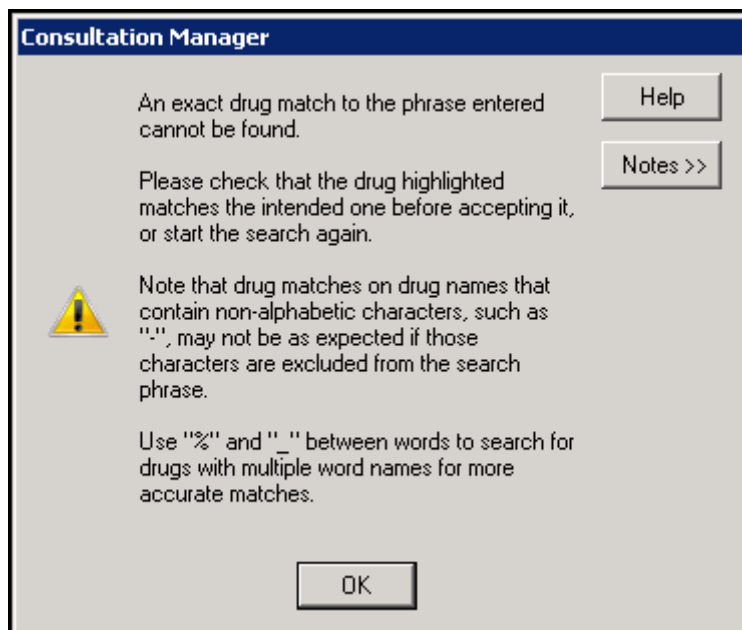 Consultation Manager
An exact drug match to the phrase entered
cannot be found.
Help
Notes >>
Please check that the drug highlighted
matches the intended one before accepting it,
or start the search again.
Note that drug matches on drug names that
contain non-alphabetic characters, such as
"-", may not be as expected if those
characters are excluded from the search
phrase.
Use "%" and "_" between words to search for
drugs with multiple word names for more
accurate matches.
OK